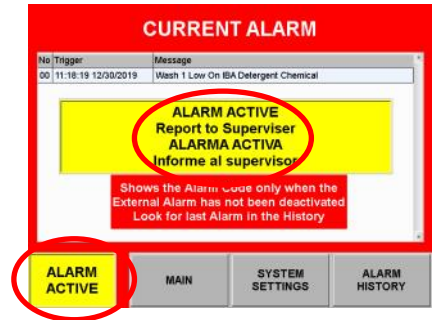 CURRENT ALARM
No Trigger Message
00 11:18:19 12/30/2019 Wash 1 Low On IBA Detergent Chemical
ALARM ACTIVE
Report to Superviser
ALARMA ACTIVA
Informe al supervisor
Shows the Alarm Code only when the
External Alarm has not been deactivated
Look for last Alarm in the History
ALARM
ACTIVE
MAIN
SYSTEM
SETTINGS
ALARM
HISTORY